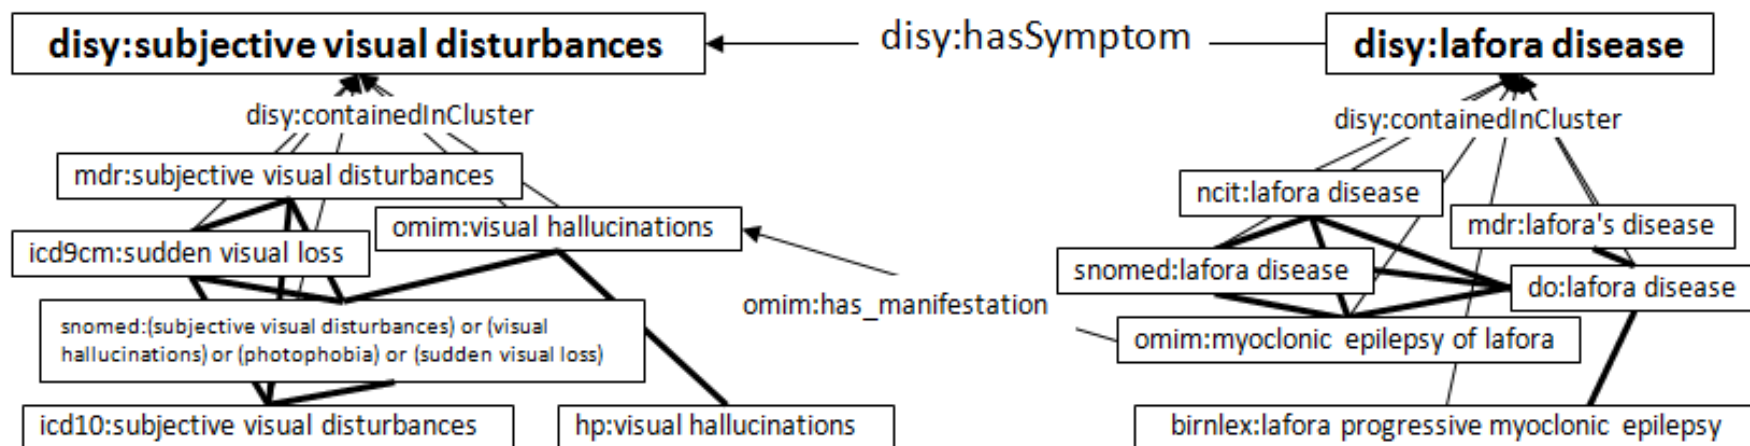 disy:subjective visual disturbances
disy:hasSymptom
disy:lafora disease
disy:containedInCluster
disy:containedInCluster
mdr:subjective visual disturbances
ncit:lafora disease
omim:visual hallucinations
mdr:lafora's disease
icd9cm:sudden visual loss
snomed:lafora disease
do:lafora disease
omim:has_manifestation
snomed:(subjective visual disturbances) or (visual
hallucinations) or (photophobia) or (sudden visual loss)
omim:myoclonic epilepsy of lafora
icd10:subjective visual disturbances
hp:visual hallucinations
birnlex:lafora progressive myoclonic epilepsy